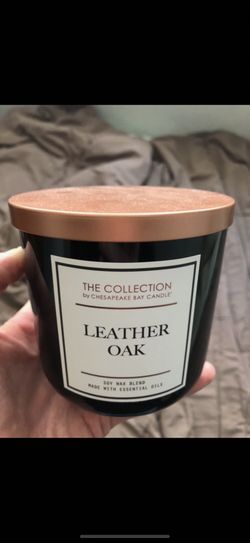 THE COLLECTION
by CHESAPEAKE BAY CANDLE®
LEATHER
OAK
SOY WAX BLEND
MADE WITH ESSENTIAL OILS